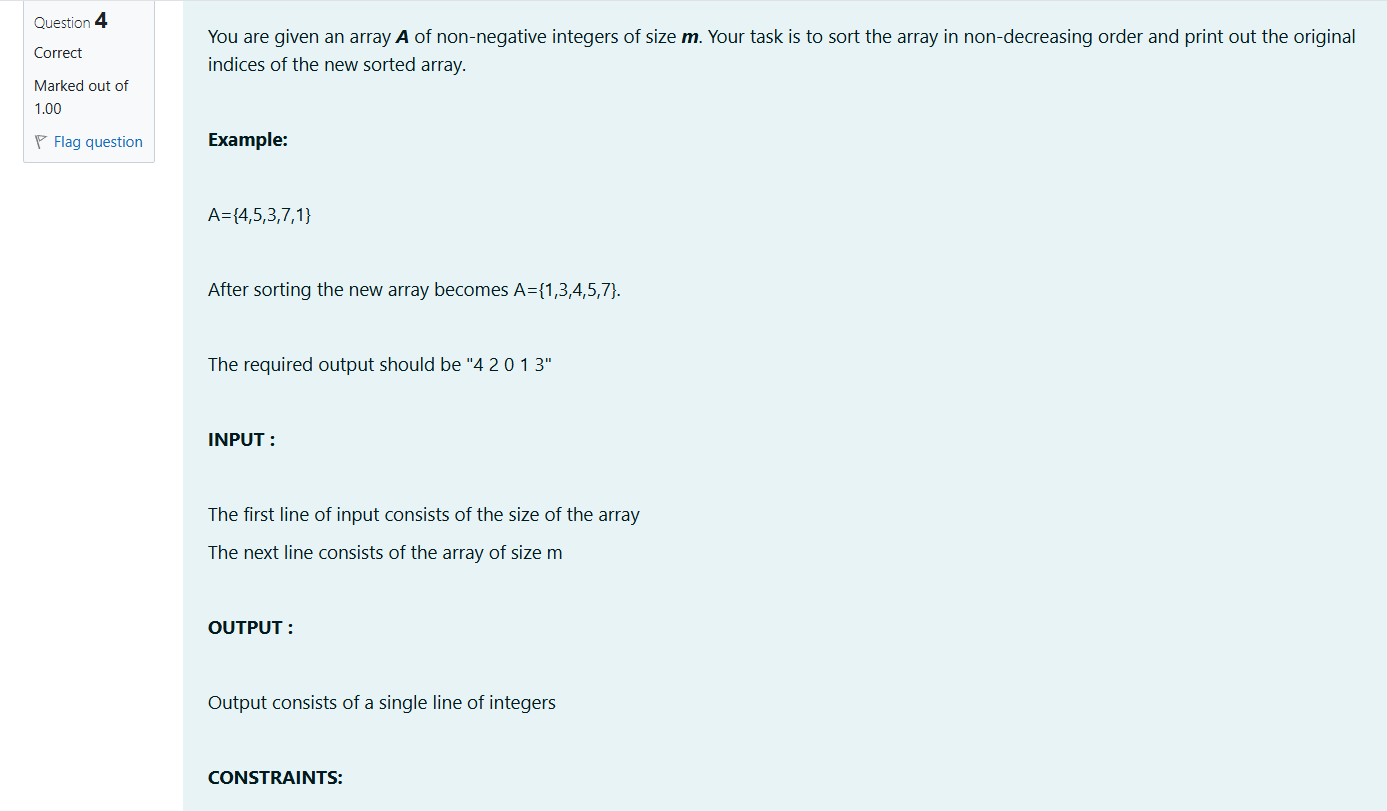 Question 4
Correct
Marked out of
1.00
Flag question
You are given an array A of non-negative integers of size m. Your task is to sort the array in non-decreasing order and print out the original
indices of the new sorted array.
Example:
A={4,5,3,7,1}
After sorting the new array becomes A={1,3,4,5,7}.
The required output should be "4 2 0 1 3"
INPUT :
The first line of input consists of the size of the array
The next line consists of the array of size m
OUTPUT :
Output consists of a single line of integers
CONSTRAINTS: